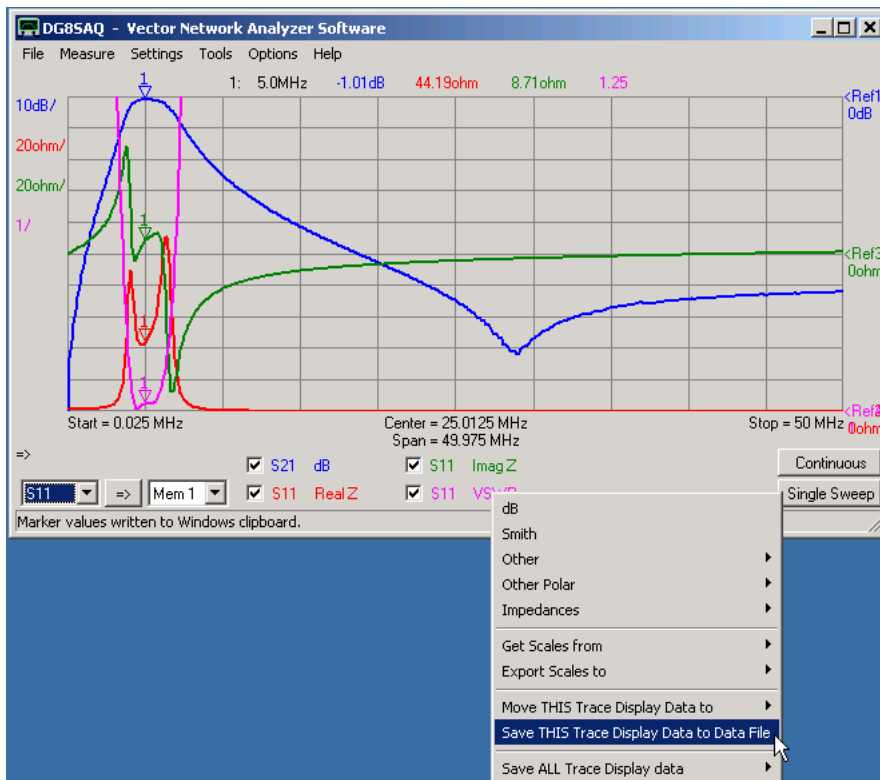 DG8SAQ - Vector Network Analyzer Software
File Measure Settings Tools Options Help
1: 5.0MHz -1.01dB 44.19ohm 8.71ohm 1.25
1
10dB/
<Ref1
0dB
20ohm/
20ohm/
1
1/
<Ref3
0ohm
1
1
<Ref2
0ohm
Start = 0.025 MHz
Center = 25.0125 MHz
Stop = 50 MHz
Span = 49.975 MHz
=>
S21 dB
S11 Imag Z
Continuous
S11
=>
Mem 1
S11 Real Z
S11 VSWR
Single Sweep
Marker values written to Windows clipboard.
dB
Smith
Other
Other Polar
Impedances
Get Scales from
Export Scales to
Move THIS Trace Display Data to
Save THIS Trace Display Data to Data File
Save ALL Trace Display data